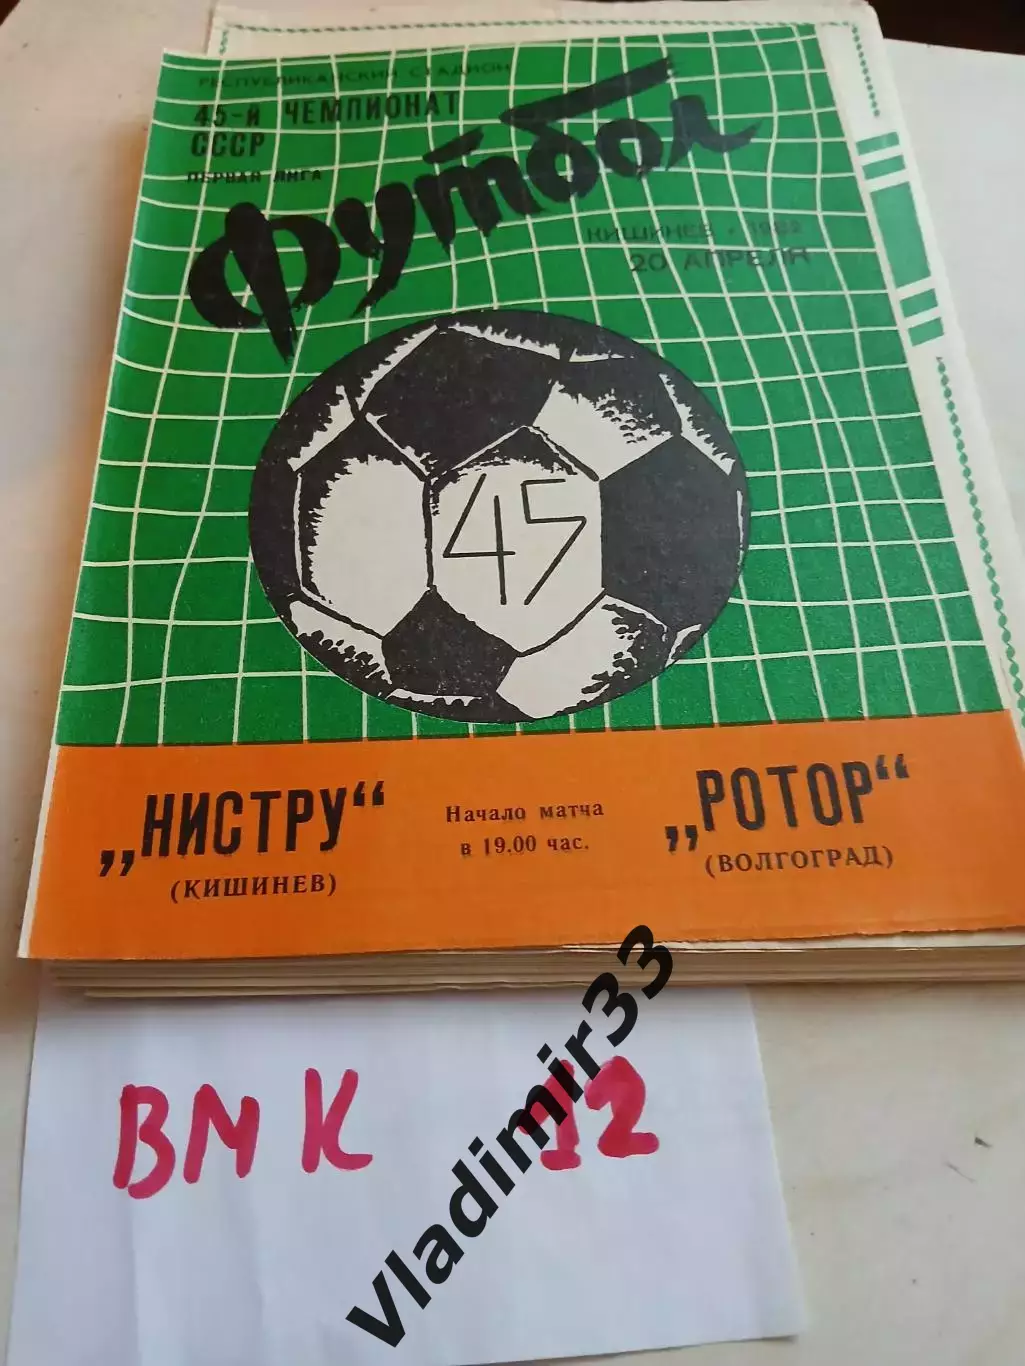 РЕСПУБЛИКАНСКИЙ СТАДИОН
45-й ЧЕМПИОНАТ
СССР
ПЕРВАЯ ЛИГА
Футбол
КИШИНЕВ • 1982
20 АПРЕЛЯ
45
„НИСТРУ“
(КИШИНЕВ)
Начало матча
в 19.00 час.
„РОТОР“
(ВОЛГОГРАД)
ВМК 12
Vladimir33